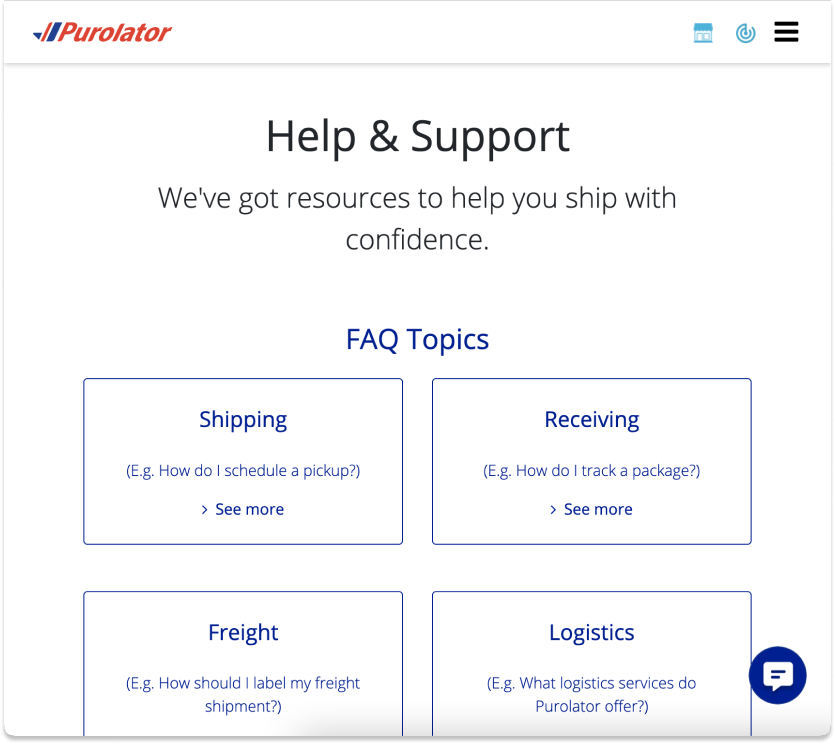 Purolator
Help & Support
We've got resources to help you ship with
confidence.
FAQ Topics
Shipping
(E.g. How do I schedule a pickup?)
> See more
Receiving
(E.g. How do I track a package?)
> See more
Freight
(E.g. How should I label my freight
shipment?)
Logistics
(E.g. What logistics services do
Purolator offer?)